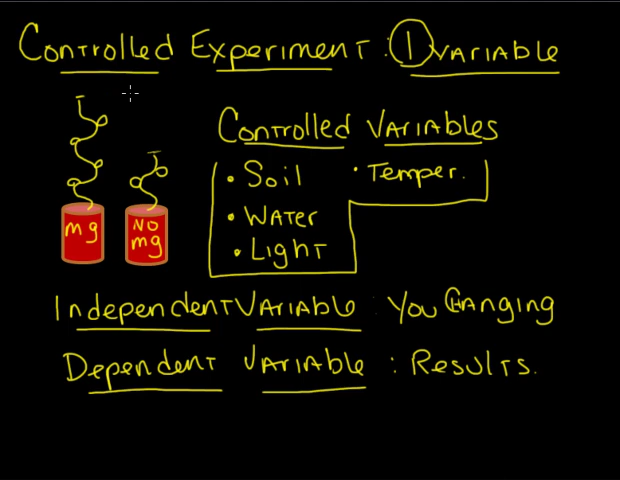 Controlled Experiment : 1 Variable
mg
NO
mg
Controlled Variables
• Soil
• Temper.
• Water
• Light
Independent Variable : You Changing
Dependent Variable : Results.